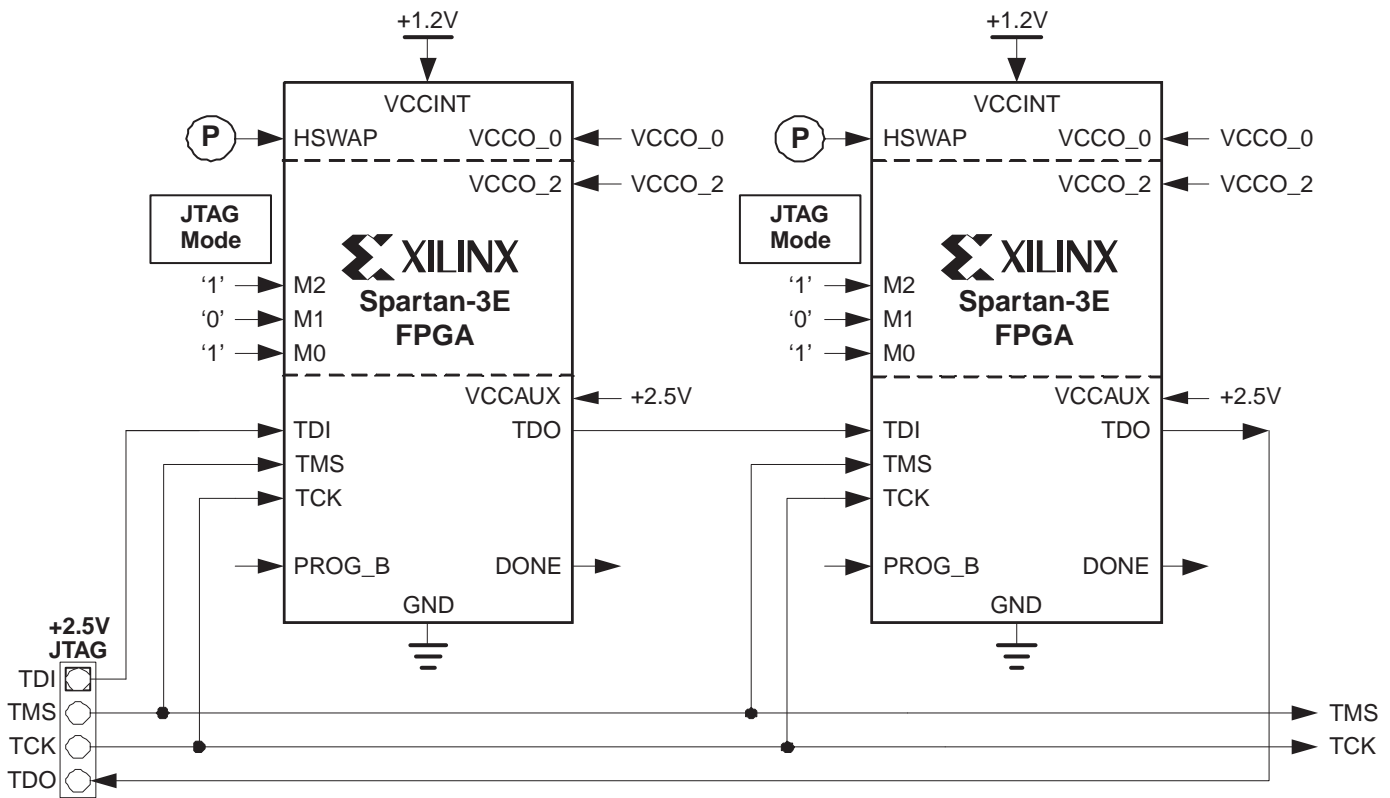 +1.2V
+1.2V
VCCINT
VCCINT
P
HSWAP
VCCO_0
VCCO_0
P
HSWAP
VCCO_0
VCCO_0
VCCO_2
VCCO_2
VCCO_2
VCCO_2
JTAG
Mode
JTAG
Mode
XILINX
XILINX
‘1’
M2
Spartan-3E
‘1’
M2
Spartan-3E
‘0’
M1
FPGA
‘0’
M1
FPGA
‘1’
M0
‘1’
M0
VCCAUX
+2.5V
VCCAUX
+2.5V
TDI
TDO
TDI
TDO
TMS
TMS
TCK
TCK
PROG_B
DONE
PROG_B
DONE
GND
GND
+2.5V
JTAG
TDI
TMS
TMS
TCK
TCK
TDO